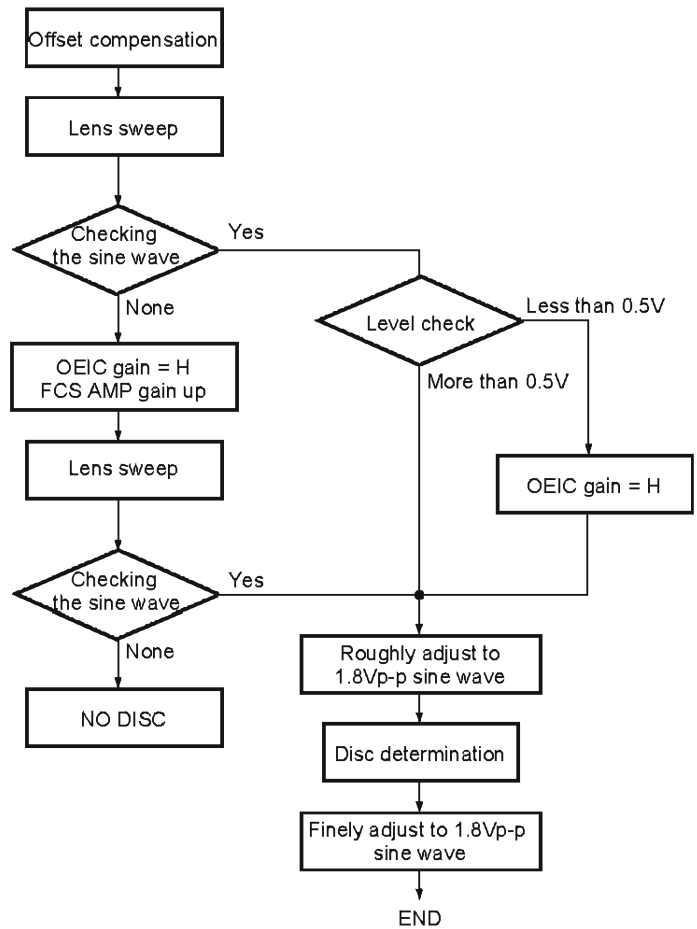 Offset compensation
Lens sweep
Checking
the sine wave
Yes
None
Level check
Less than 0.5V
More than 0.5V
OEIC gain = H
FCS AMP gain up
Lens sweep
OEIC gain = H
Checking
the sine wave
Yes
None
NO DISC
Roughly adjust to
1.8Vp-p sine wave
Disc determination
Finely adjust to 1.8Vp-p
sine wave
END